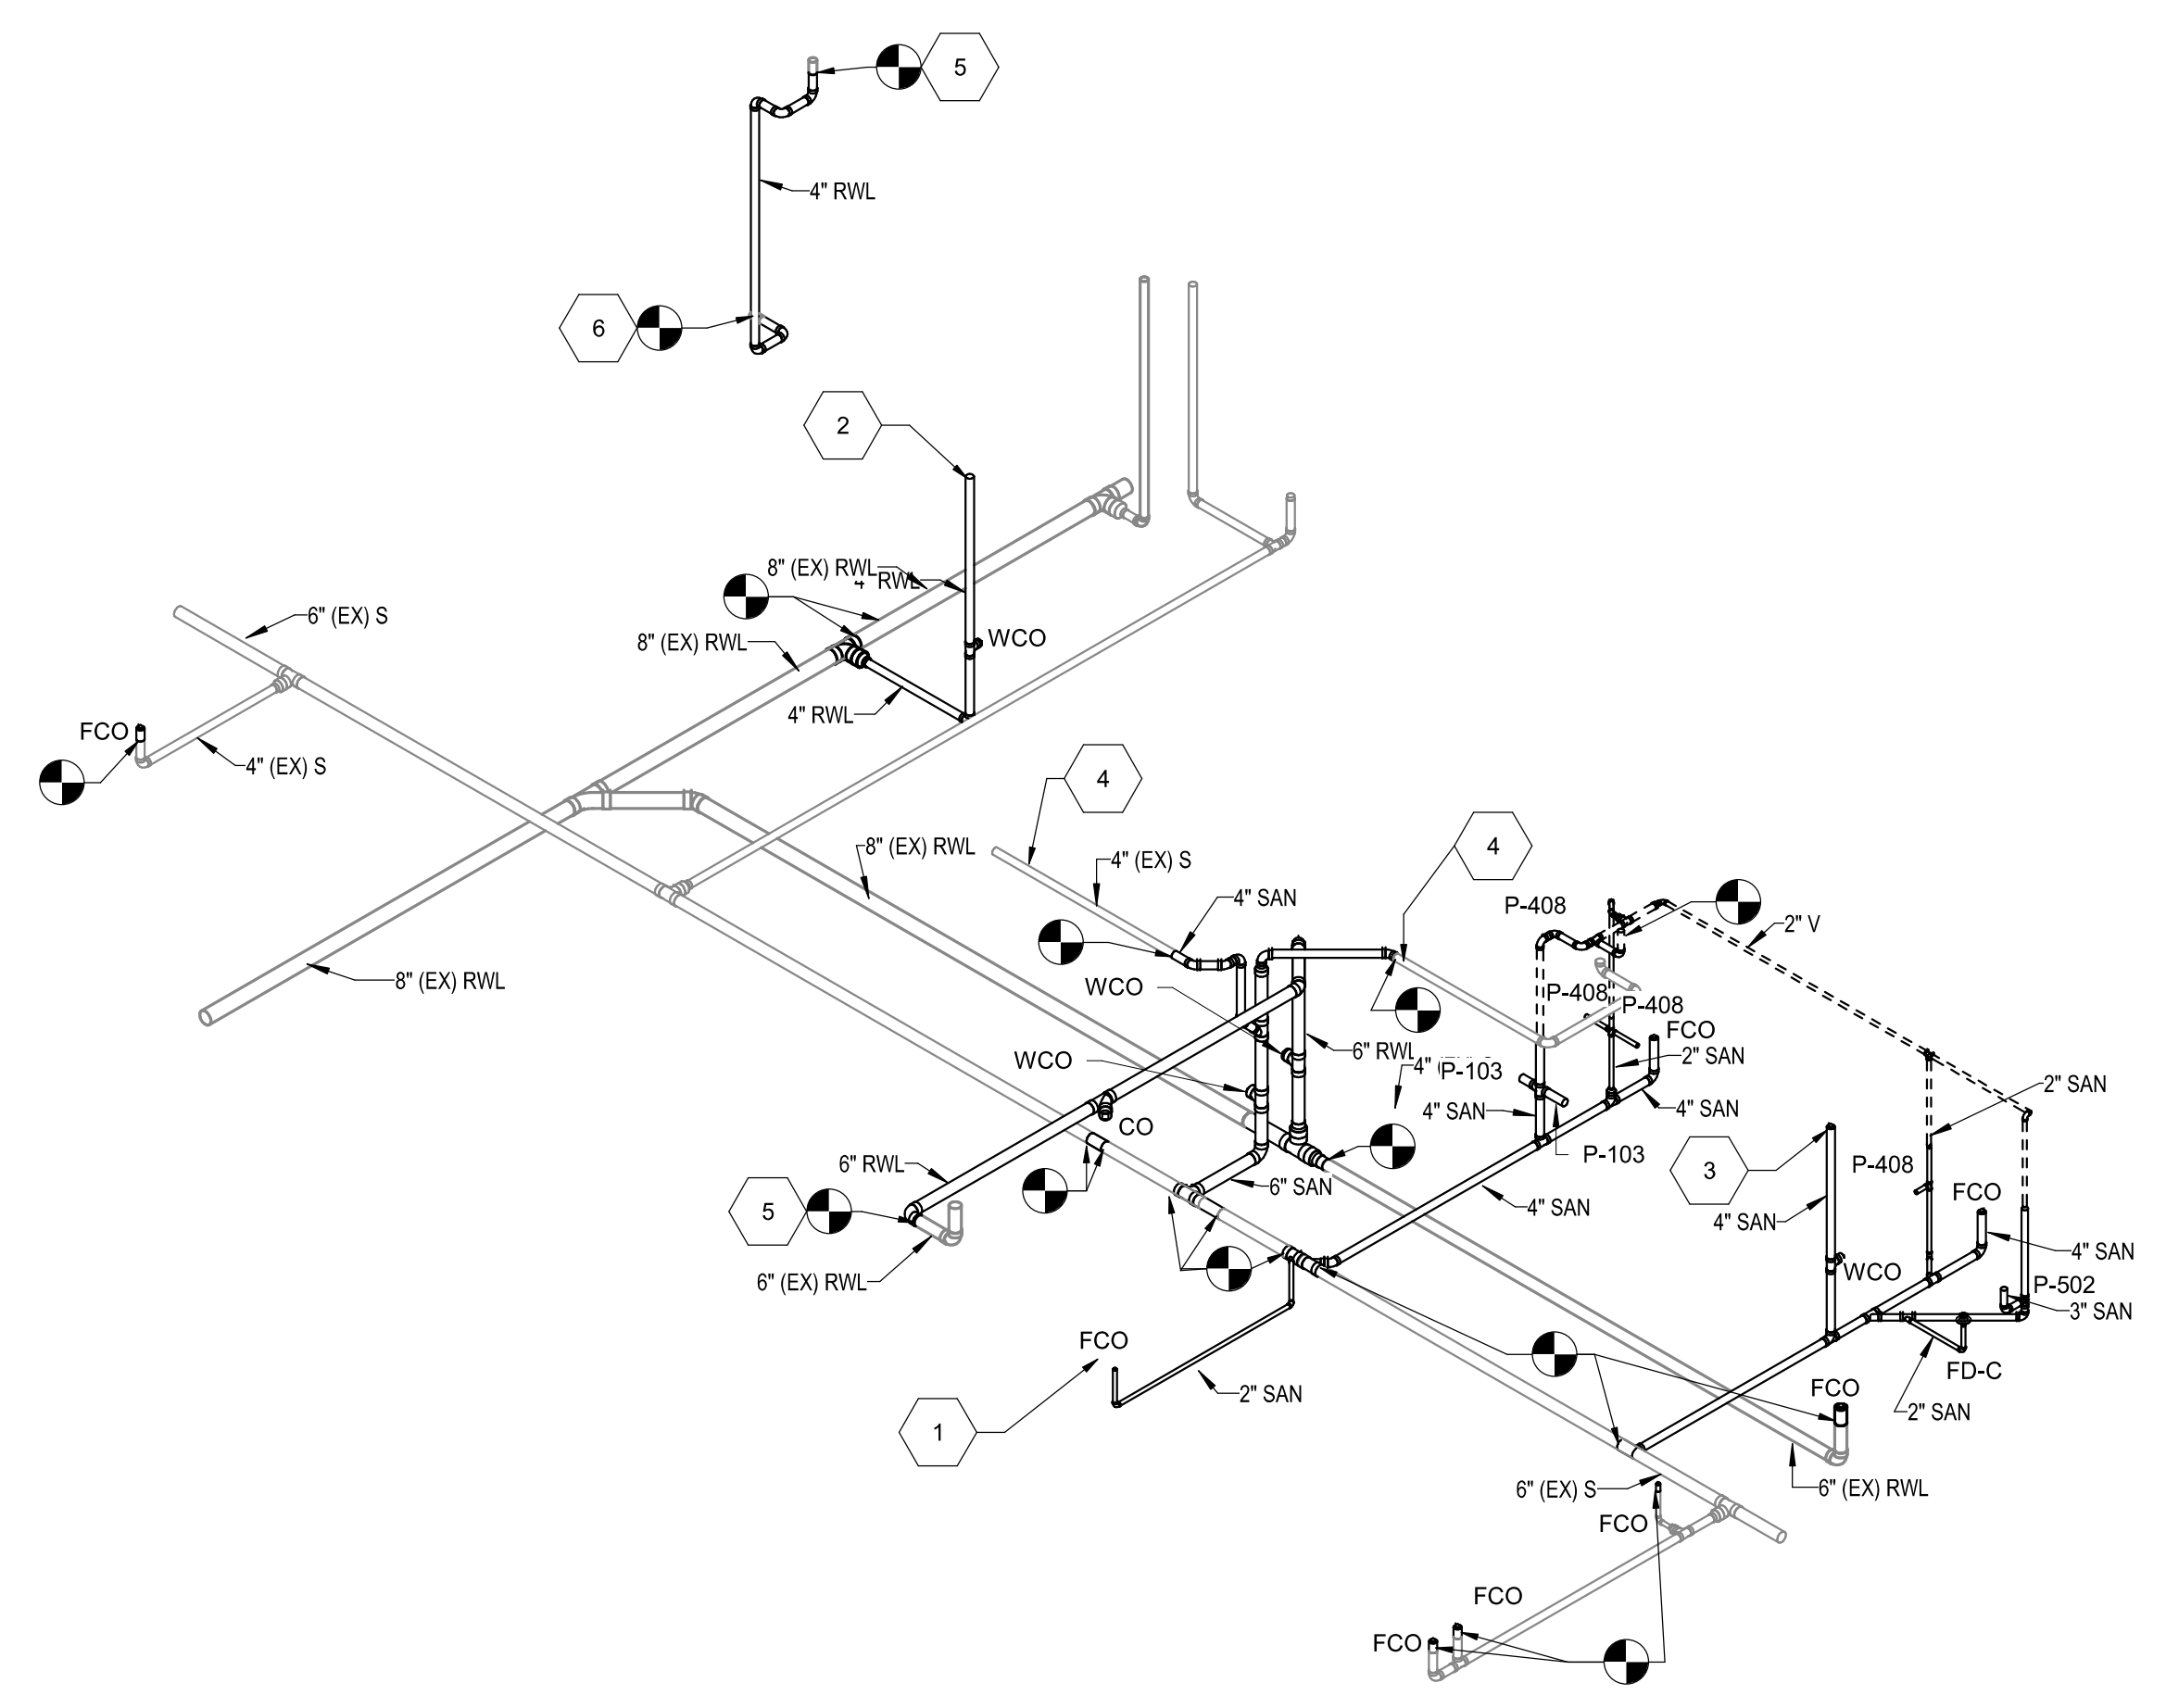 5
4" RWL
6
2
8" (EX) RWL
4" RWL
6" (EX) S
8" (EX) RWL
WCO
4" RWL
FCO
4" (EX) S
4
4
8" (EX) RWL
4" (EX) S
4" SAN
P-408
2" V
8" (EX) RWL
WCO
P-408
P-408
FCO
6" RWL
WCO
4"
P-103
2" SAN
2" SAN
4" SAN
4" SAN
CO
P-103
6" RWL
3
P-408
6" SAN
FCO
5
4" SAN
4" SAN
4" SAN
WCO
6" (EX) RWL
P-502
3" SAN
FCO
FD-C
2" SAN
FCO
2" SAN
1
6" (EX) S
6" (EX) RWL
FCO
FCO
FCO